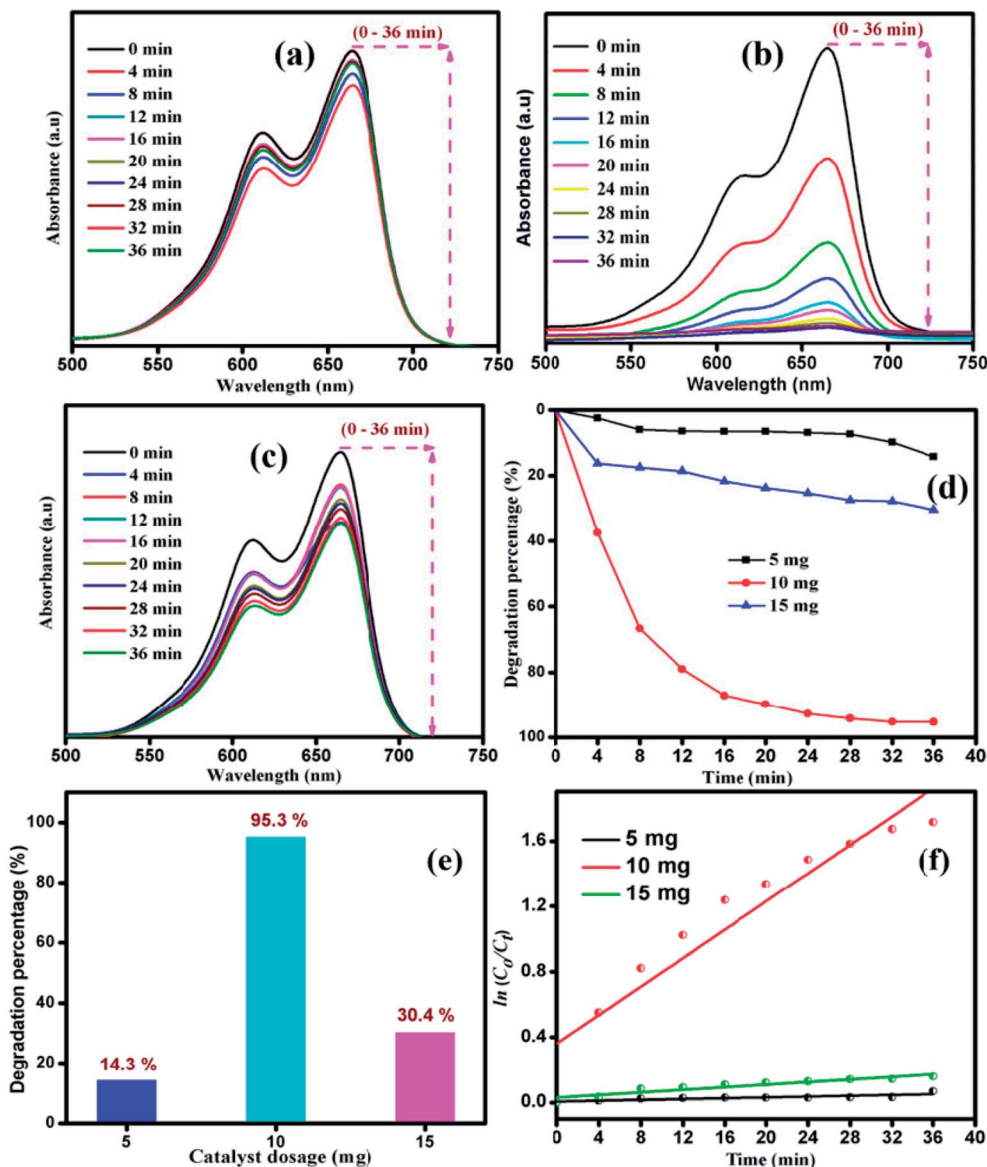 (0 - 36 min)
(a)
0 min
4 min
8 min
12 min
16 min
20 min
24 min
28 min
32 min
36 min
Absorbance (a.u)
500 550 600 650 700 750
Wavelength (nm)
(0 - 36 min)
(b)
0 min
4 min
8 min
12 min
16 min
20 min
24 min
28 min
32 min
36 min
Absorbance (a.u)
500 550 600 650 700 750
Wavelength (nm)
(0 - 36 min)
(c)
0 min
4 min
8 min
12 min
16 min
20 min
24 min
28 min
32 min
36 min
Absorbance (a.u)
500 550 600 650 700 750
Wavelength (nm)
0
20
40
60
80
100
Degradation percentage (%)
(d)
5 mg
10 mg
15 mg
0 4 8 12 16 20 24 28 32 36 40
Time (min)
100
80
60
40
20
0
Degradation percentage (%)
95.3 %
(e)
30.4 %
14.3 %
5 10 15
Catalyst dosage (mg)
1.6
1.2
0.8
0.4
0.0
ln (Co/Ct)
5 mg
10 mg
15 mg
(f)
0 4 8 12 16 20 24 28 32 36 40
Time (min)